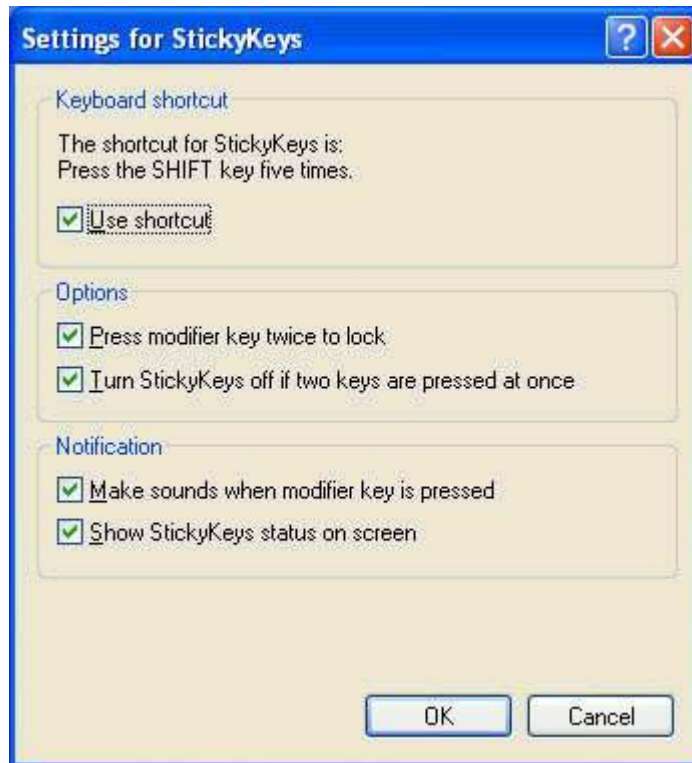 Settings for StickyKeys
?
Keyboard shortcut
The shortcut for StickyKeys is:
Press the SHIFT key five times.
Use shortcut
Options
Press modifier key twice to lock
Turn StickyKeys off if two keys are pressed at once
Notification
Make sounds when modifier key is pressed
Show StickyKeys status on screen
OK Cancel